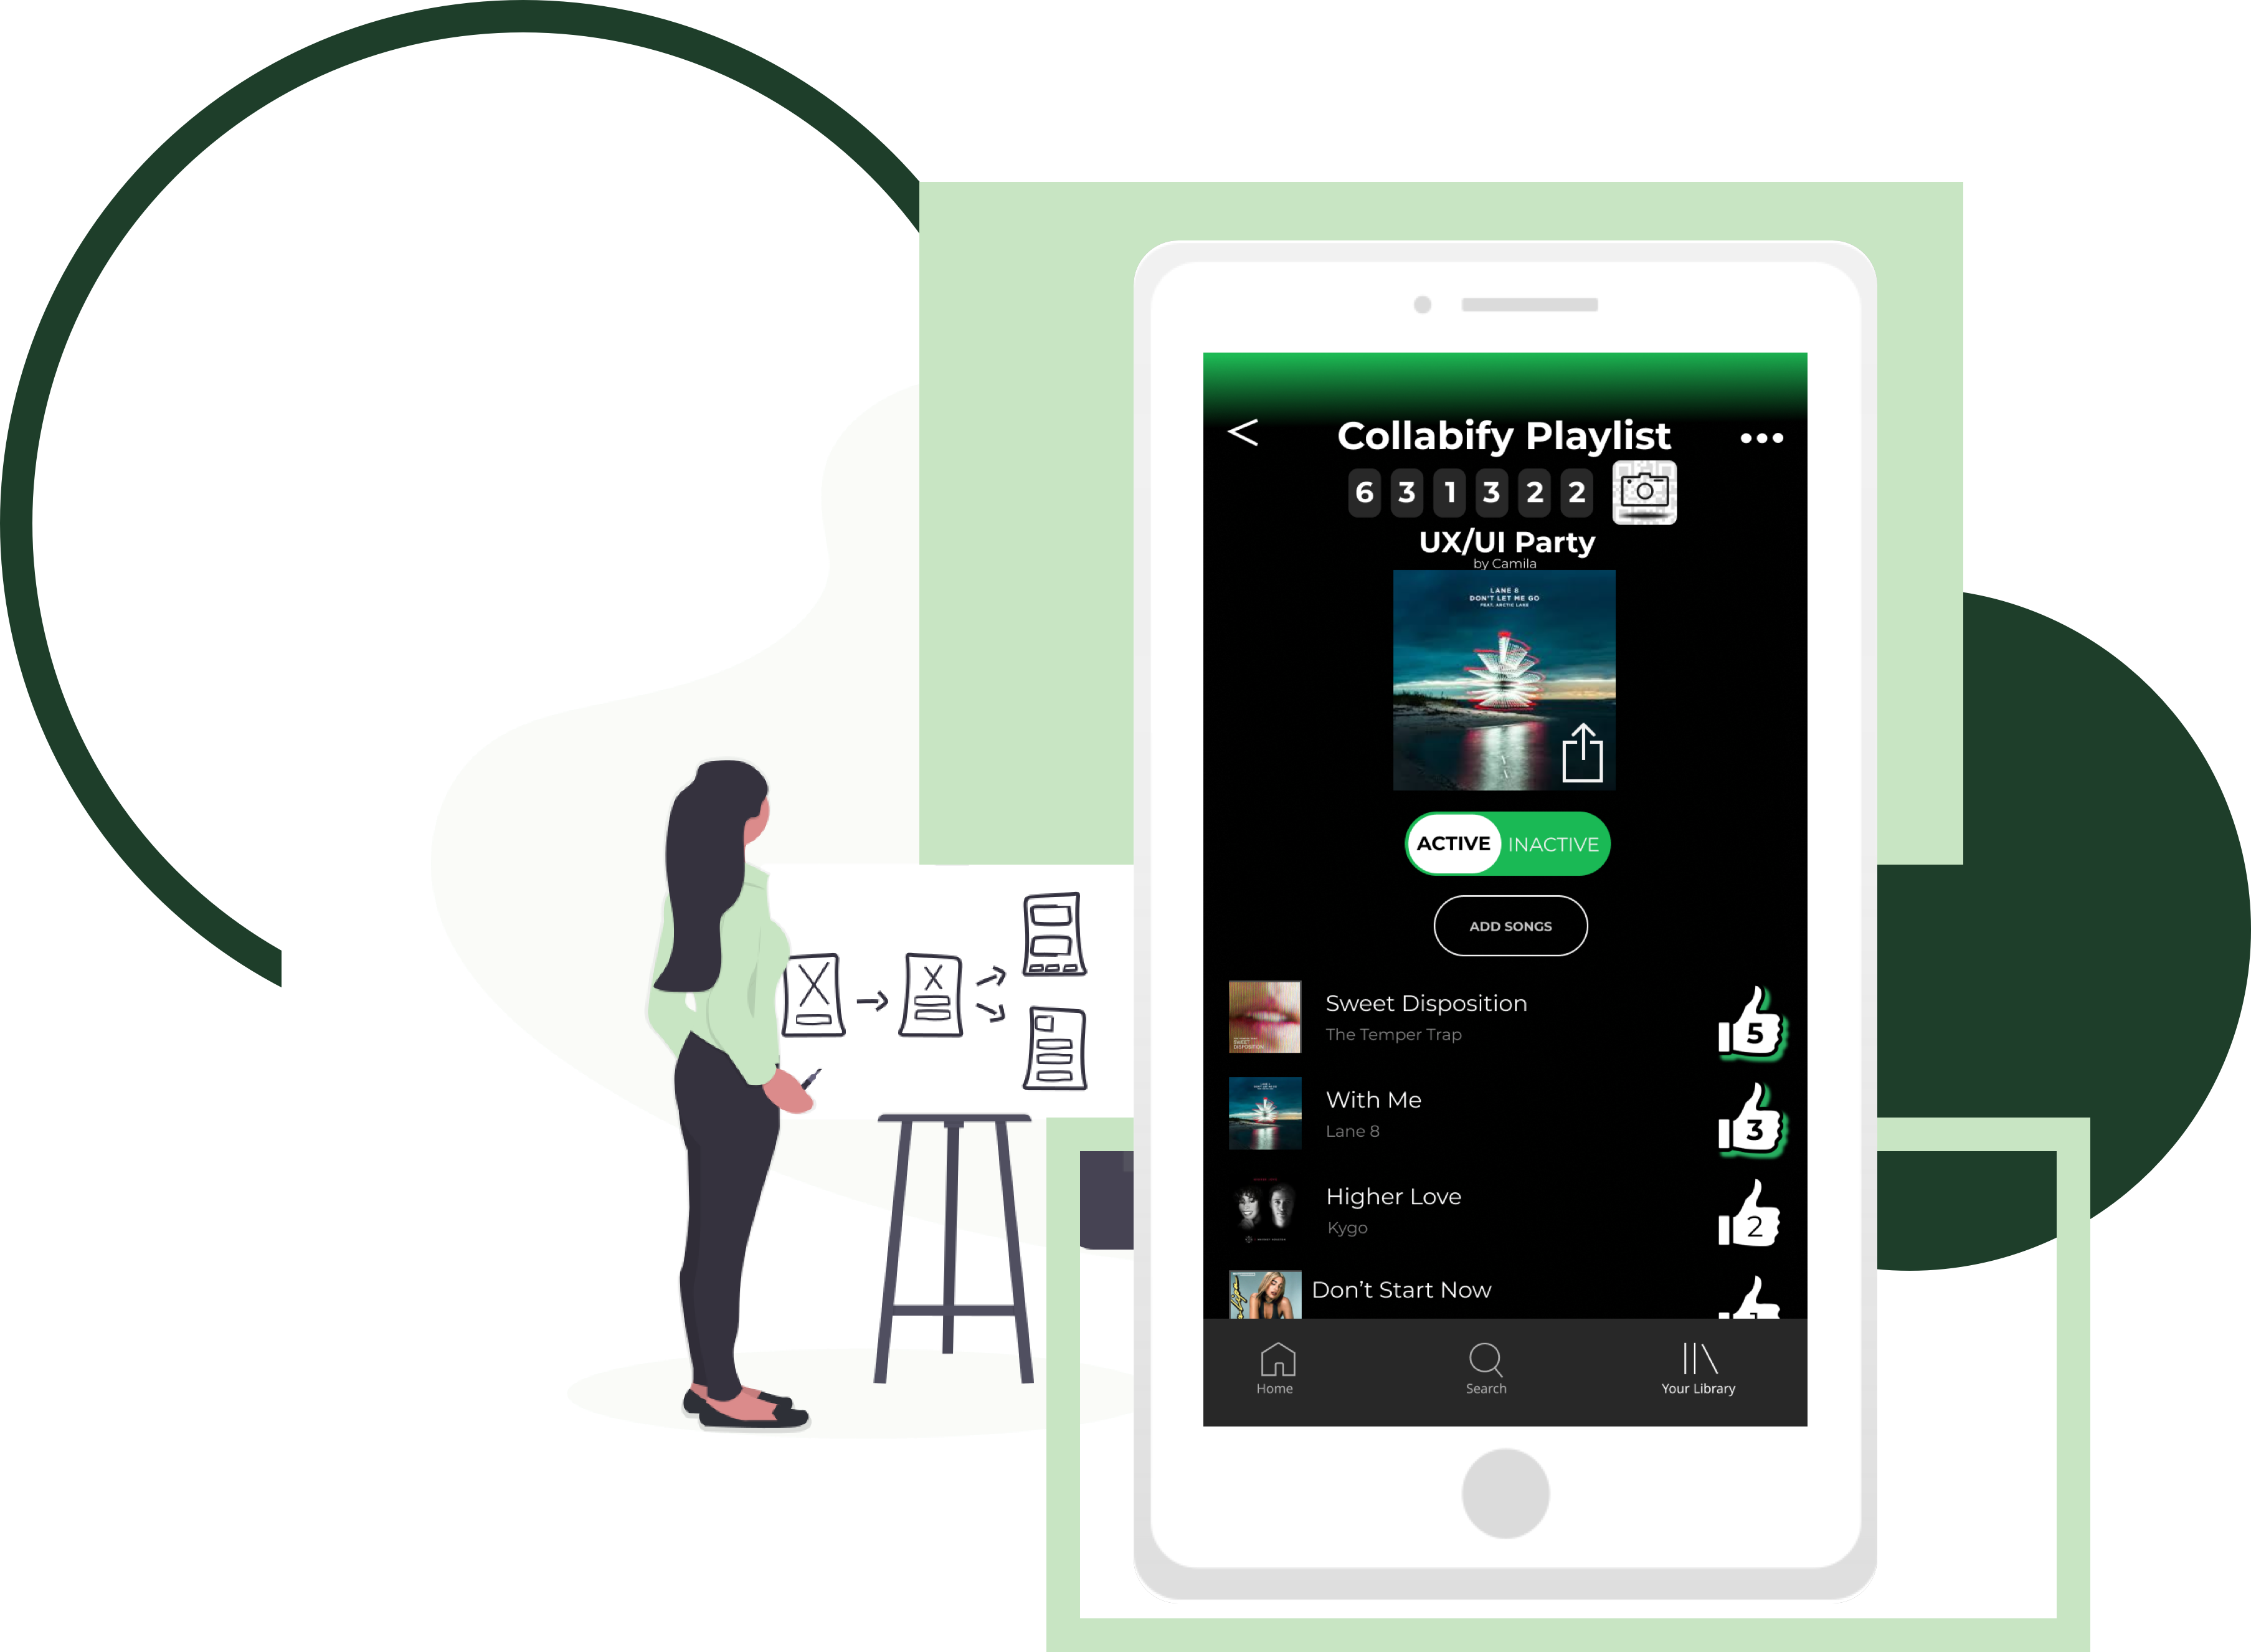 Collabify Playlist
6 3 1 3 2 2
UX/UI Party
by Camila
LANE 8
DON'T LET ME GO
FEAT. ARCTIC LAKE
ACTIVE INACTIVE
ADD SONGS
Sweet Disposition
The Temper Trap
5
SWEET
DISPOSITION
With Me
Lane 8
3
Higher Love
Kygo
2
Don’t Start Now
Home
Search
Your Library